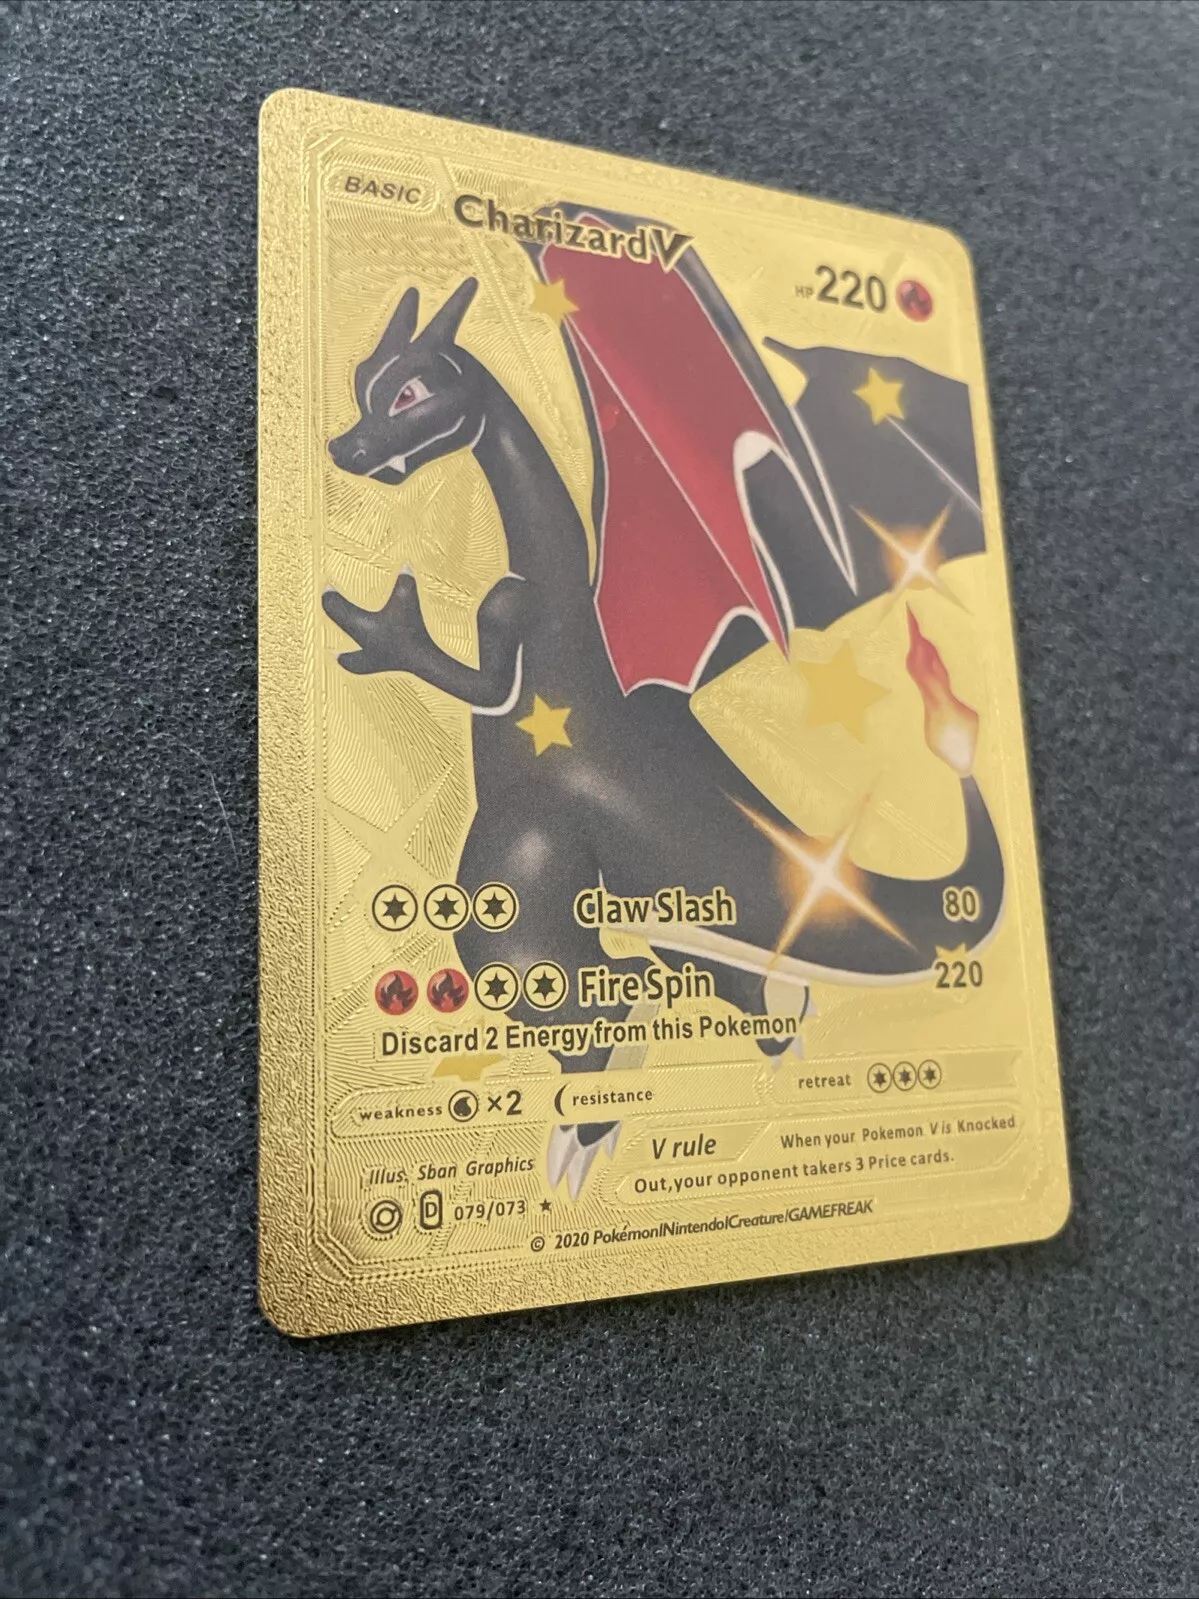 BASIC
Charizard V
HP 220
Claw Slash 80
Fire Spin 220
Discard 2 Energy from this Pokemon
weakness ×2 resistance retreat
V rule When your Pokemon V is Knocked
Out,your opponent takers 3 Price cards.
Illus. Sban Graphics
D 079/073
© 2020 Pokémon/Nintendo/Creature/GAMEFREAK